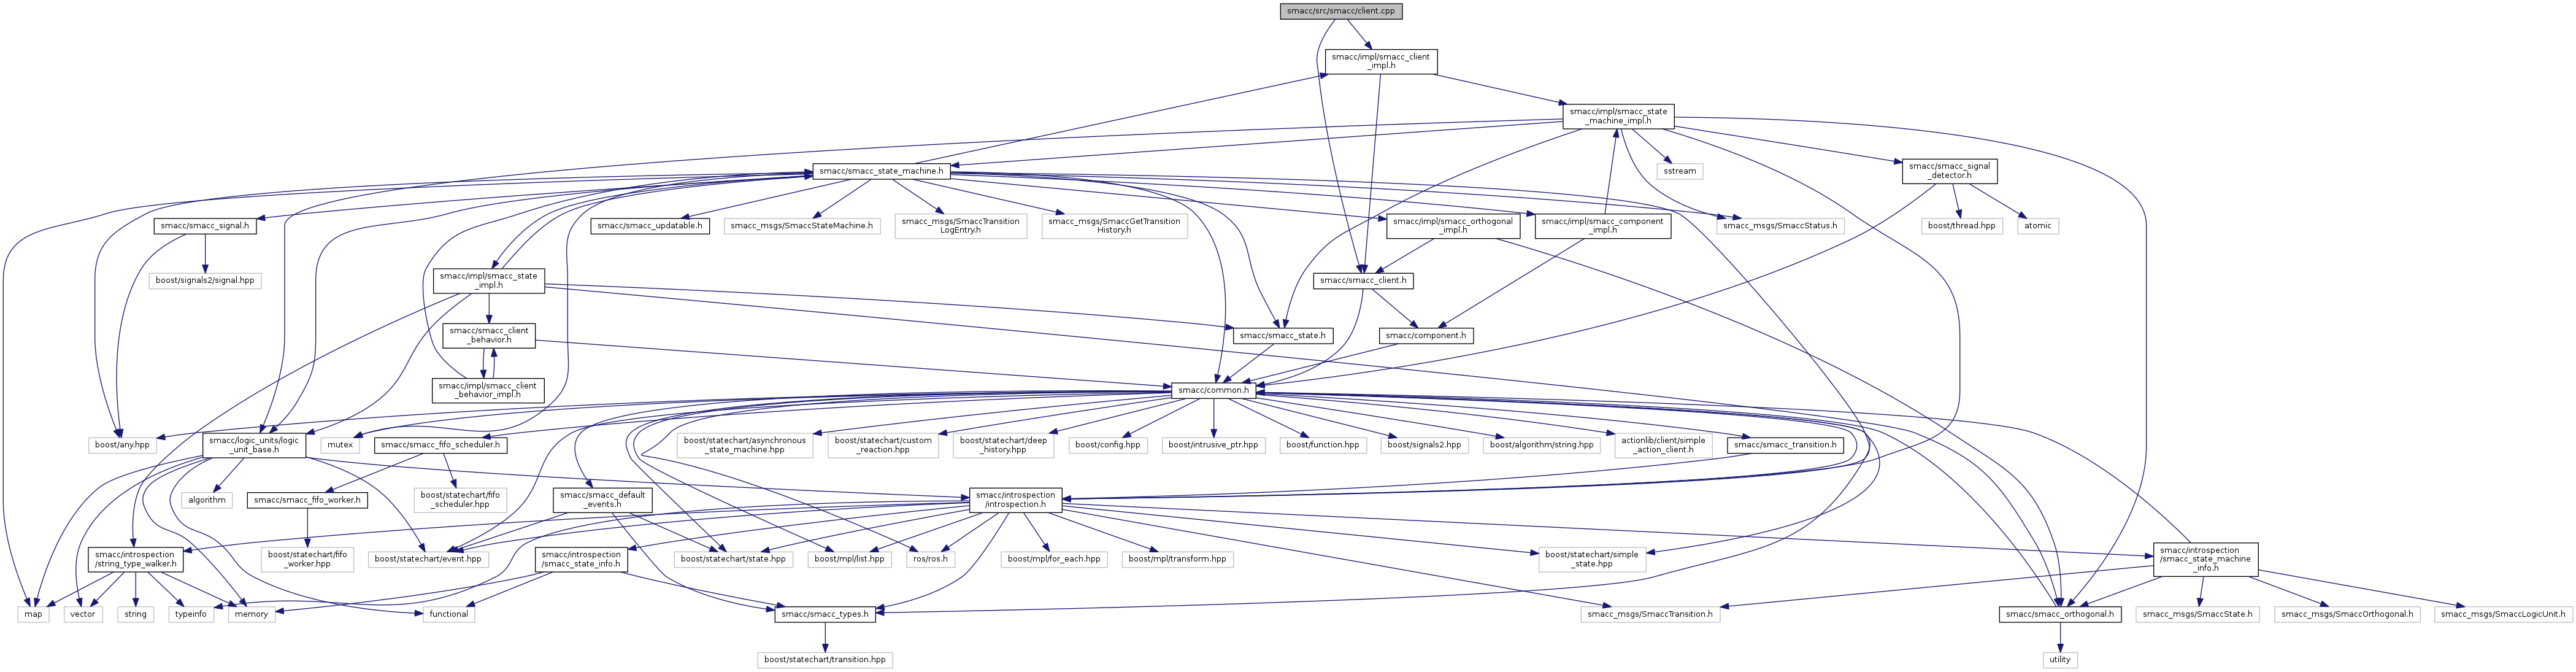 smacc/src/smacc/client.cpp
smacc/impl/smacc_client
_impl.h
smacc/impl/smacc_state
_machine_impl.h
smacc/smacc_state_machine.h
sstream
smacc/smacc_signal
_detector.h
smacc/smacc_signal.h
smacc/smacc_updatable.h
smacc_msgs/SmaccStateMachine.h
smacc_msgs/SmaccTransition
LogEntry.h
smacc_msgs/SmaccGetTransition
History.h
smacc/impl/smacc_orthogonal
_impl.h
smacc/impl/smacc_component
_impl.h
smacc_msgs/SmaccStatus.h
boost/thread.hpp
atomic
boost/signals2/signal.hpp
smacc/impl/smacc_state
_impl.h
smacc/smacc_client.h
smacc/smacc_client
_behavior.h
smacc/smacc_state.h
smacc/component.h
smacc/impl/smacc_client
_behavior_impl.h
smacc/common.h
boost/any.hpp
smacc/logic_units/logic
_unit_base.h
mutex
smacc/smacc_fifo_scheduler.h
boost/statechart/asynchronous
_state_machine.hpp
boost/statechart/custom
_reaction.hpp
boost/statechart/deep
_history.hpp
boost/config.hpp
boost/intrusive_ptr.hpp
boost/function.hpp
boost/signals2.hpp
boost/algorithm/string.hpp
actionlib/client/simple
_action_client.h
smacc/smacc_transition.h
algorithm
smacc/smacc_fifo_worker.h
boost/statechart/fifo
_scheduler.hpp
smacc/smacc_default
_events.h
smacc/introspection
/introspection.h
smacc/introspection
/string_type_walker.h
boost/statechart/fifo
_worker.hpp
boost/statechart/event.hpp
smacc/introspection
/smacc_state_info.h
boost/statechart/state.hpp
boost/mpl/list.hpp
ros/ros.h
boost/mpl/for_each.hpp
boost/mpl/transform.hpp
boost/statechart/simple
_state.hpp
smacc/introspection
/smacc_state_machine
_info.h
map
vector
string
typeinfo
memory
functional
smacc/smacc_types.h
smacc_msgs/SmaccTransition.h
smacc/smacc_orthogonal.h
smacc_msgs/SmaccState.h
smacc_msgs/SmaccOrthogonal.h
smacc_msgs/SmaccLogicUnit.h
boost/statechart/transition.hpp
utility